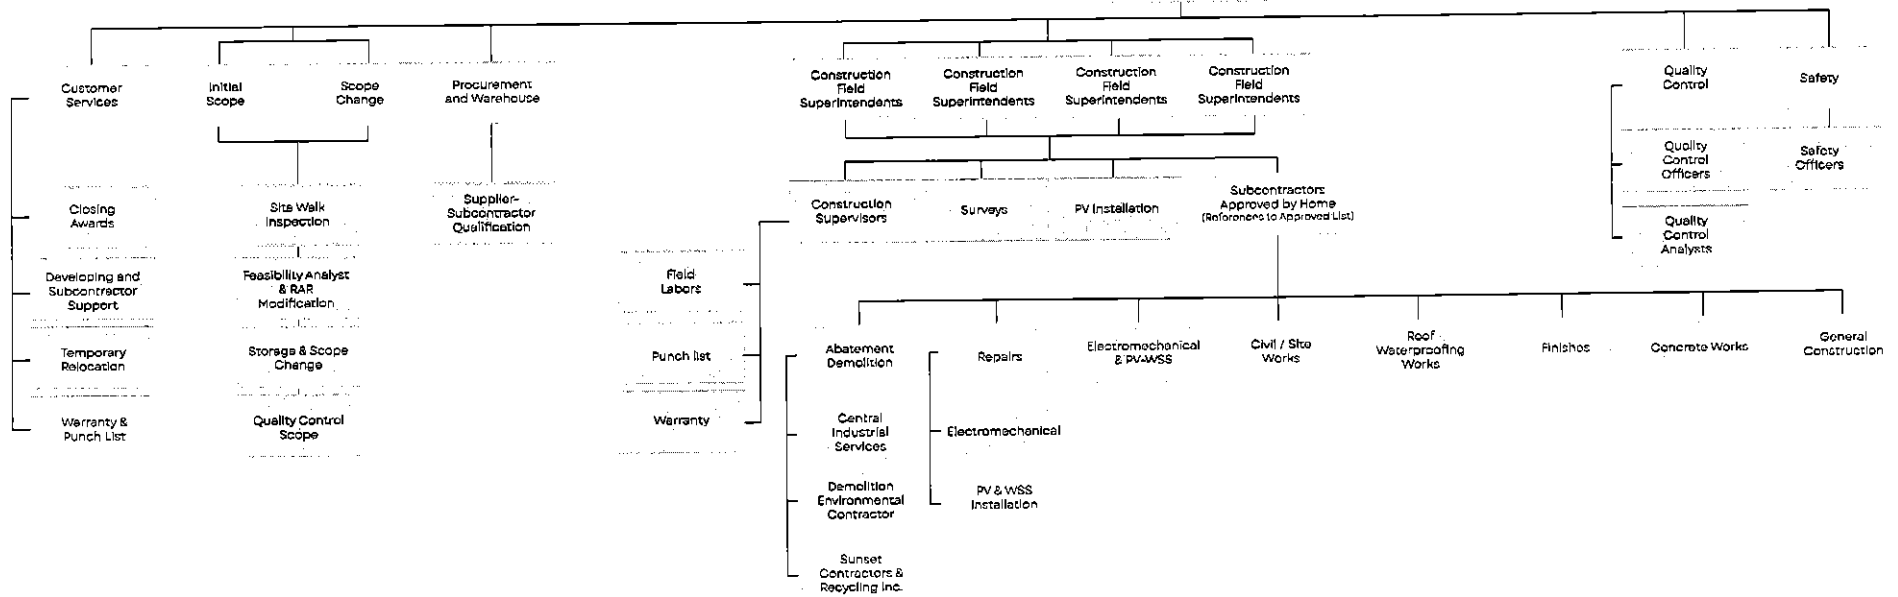 Customer
Services
Initial
Scope
Scope
Change
Procurement
and Warehouse
Construction
Field
Superintendents
Construction
Field
Superintendents
Construction
Field
Superintendents
Construction
Field
Superintendents
Quality
Control
Safety
Closing
Awards
Developing and
Subcontractor
Support
Temporary
Relocation
Warranty &
Punch List
Site Walk
Inspection
Feasibility Analyst
& RAR
Modification
Storage & Scope
Change
Quality Control
Scope
Supplier-
Subcontractor
Qualification
Construction
Supervisors
Surveys
PV Installation
Subcontractors
Approved by Home
(References to Approved List)
Quality
Control
Officers
Safety
Officers
Quality
Control
Analysts
Field
Labors
Punch list
Warranty
Abatement
Demolition
Central
Industrial
Services
Demolition
Environmental
Contractor
Sunset
Contractors &
Recycling Inc.
Repairs
Electromechanical
PV & WSS
Installation
Electromechanical
& PV-WSS
Civil / Site
Works
Roof
Waterproofing
Works
Finishes
Concrete Works
General
Construction